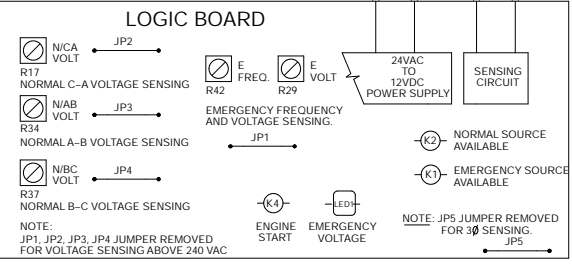 LOGIC BOARD
N/CA
VOLT
JP2
R17
NORMAL C-A VOLTAGE SENSING
N/AB
VOLT
JP3
R34
NORMAL A-B VOLTAGE SENSING
N/BC
VOLT
JP4
R37
NORMAL B-C VOLTAGE SENSING
NOTE:
JP1, JP2, JP3, JP4 JUMPER REMOVED
FOR VOLTAGE SENSING ABOVE 240 VAC
E
FREQ.
R42
E
VOLT
R29
EMERGENCY FREQUENCY
AND VOLTAGE SENSING.
JP1
K4
ENGINE
START
LED1
EMERGENCY
VOLTAGE
24VAC
TO
12VDC
POWER SUPPLY
SENSING
CIRCUIT
K2
NORMAL SOURCE
AVAILABLE
K1
EMERGENCY SOURCE
AVAILABLE
NOTE: JP5 JUMPER REMOVED
FOR 3Ø SENSING.
JP5